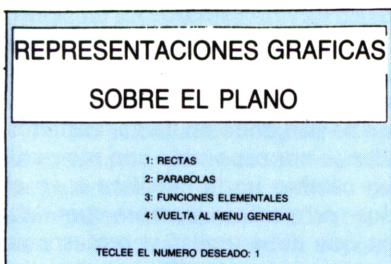 REPRESENTACIONES GRAFICAS
SOBRE EL PLANO
1: RECTAS
2: PARABOLAS
3: FUNCIONES ELEMENTALES
4: VUELTA AL MENU GENERAL
TECLEE EL NUMERO DESEADO: 1